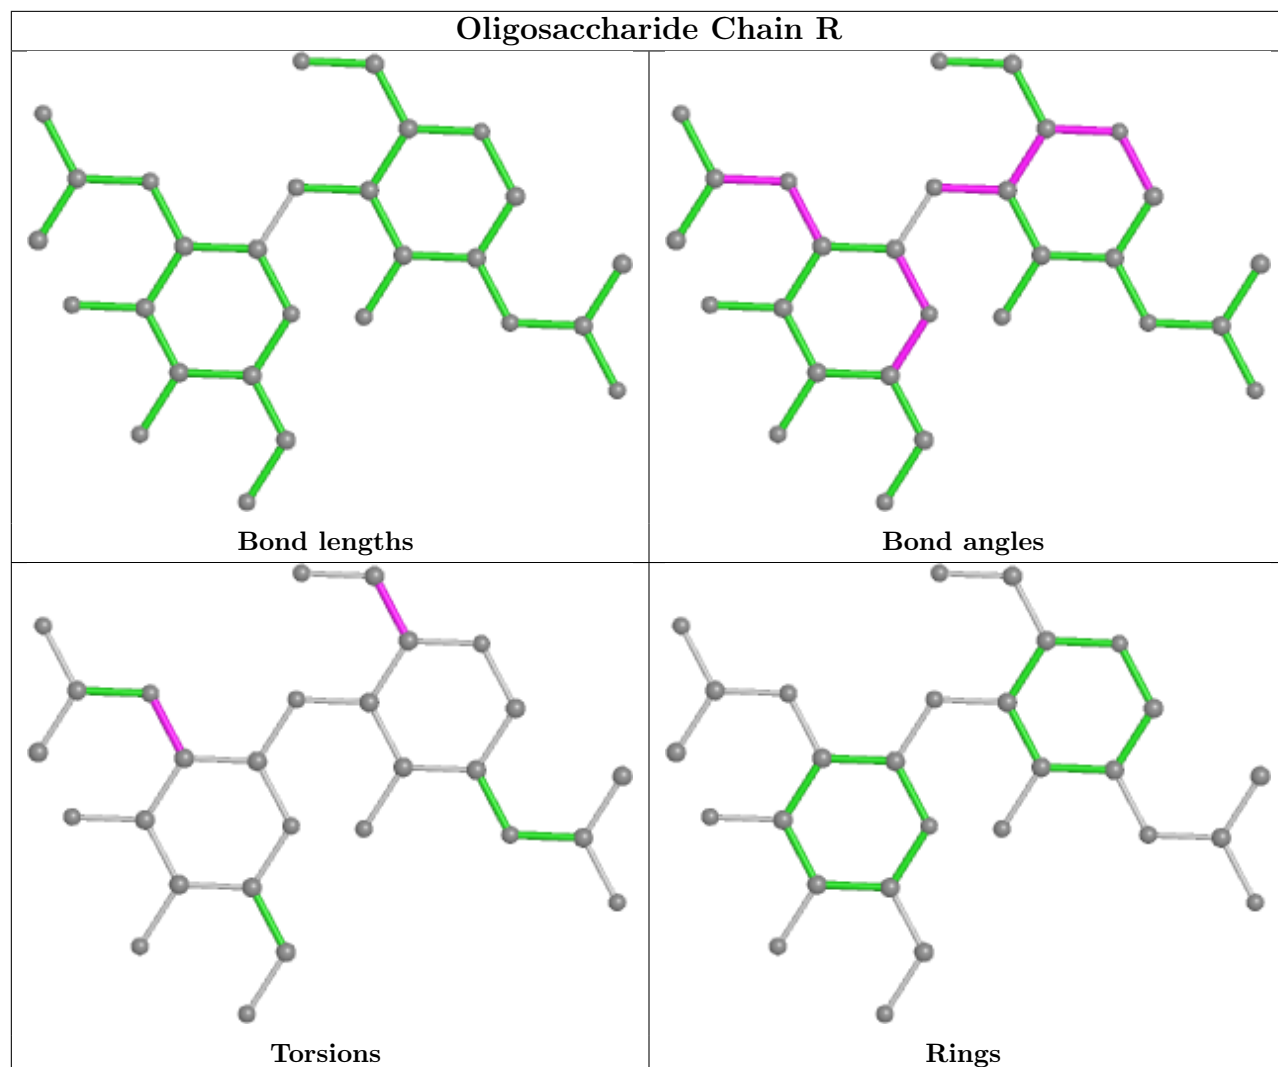 Oligosaccharide Chain R
Bond lengths
Bond angles
Torsions
Rings